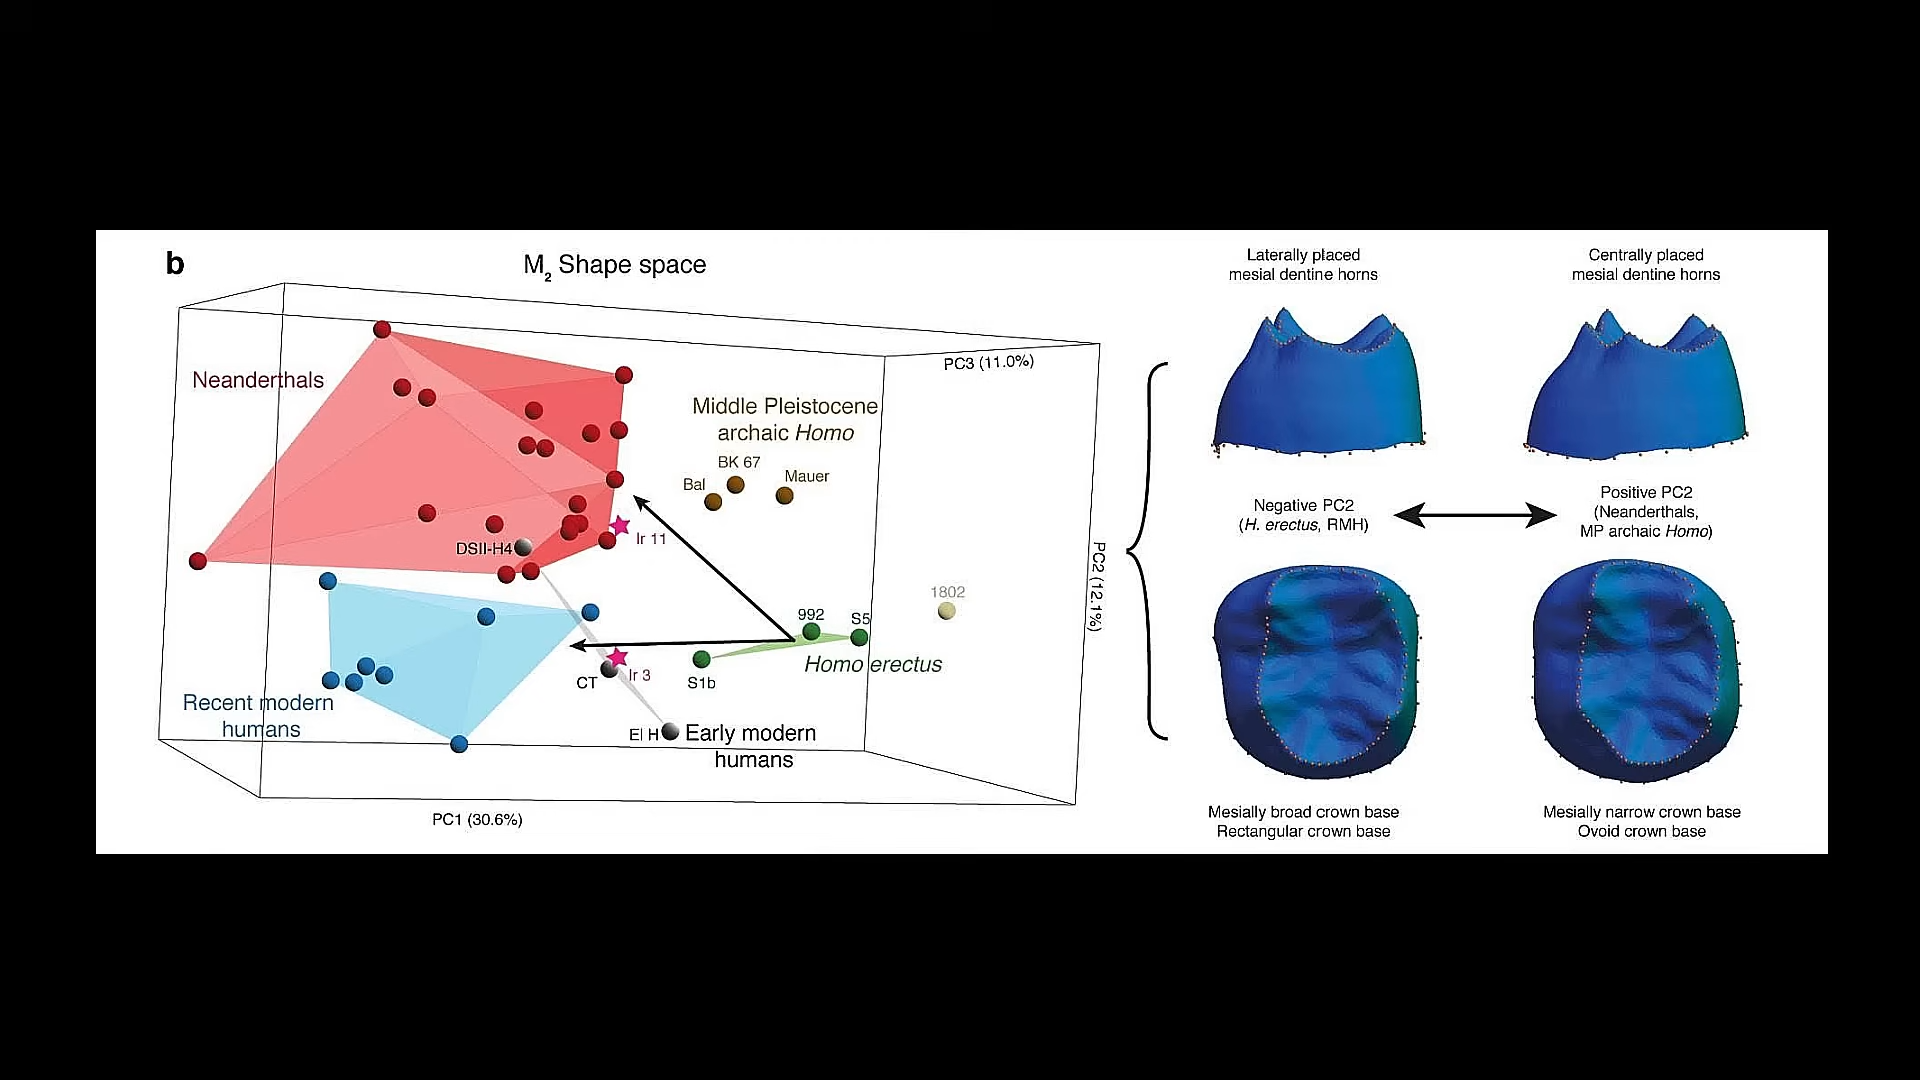 b
M2 Shape space
Neanderthals
PC3 (11.0%)
Middle Pleistocene
archaic Homo
BK 67
Bal
Mauer
Ir 11
DSII-H4
PC2 (12.1%)
1802
992
S5
Homo erectus
S1b
CT
Ir 3
Recent modern
humans
El H
Early modern
humans
PC1 (30.6%)
Laterally placed
mesial dentine horns
Centrally placed
mesial dentine horns
Negative PC2
(H. erectus, RMH)
Positive PC2
(Neanderthals,
MP archaic Homo)
Mesially broad crown base
Rectangular crown base
Mesially narrow crown base
Ovoid crown base